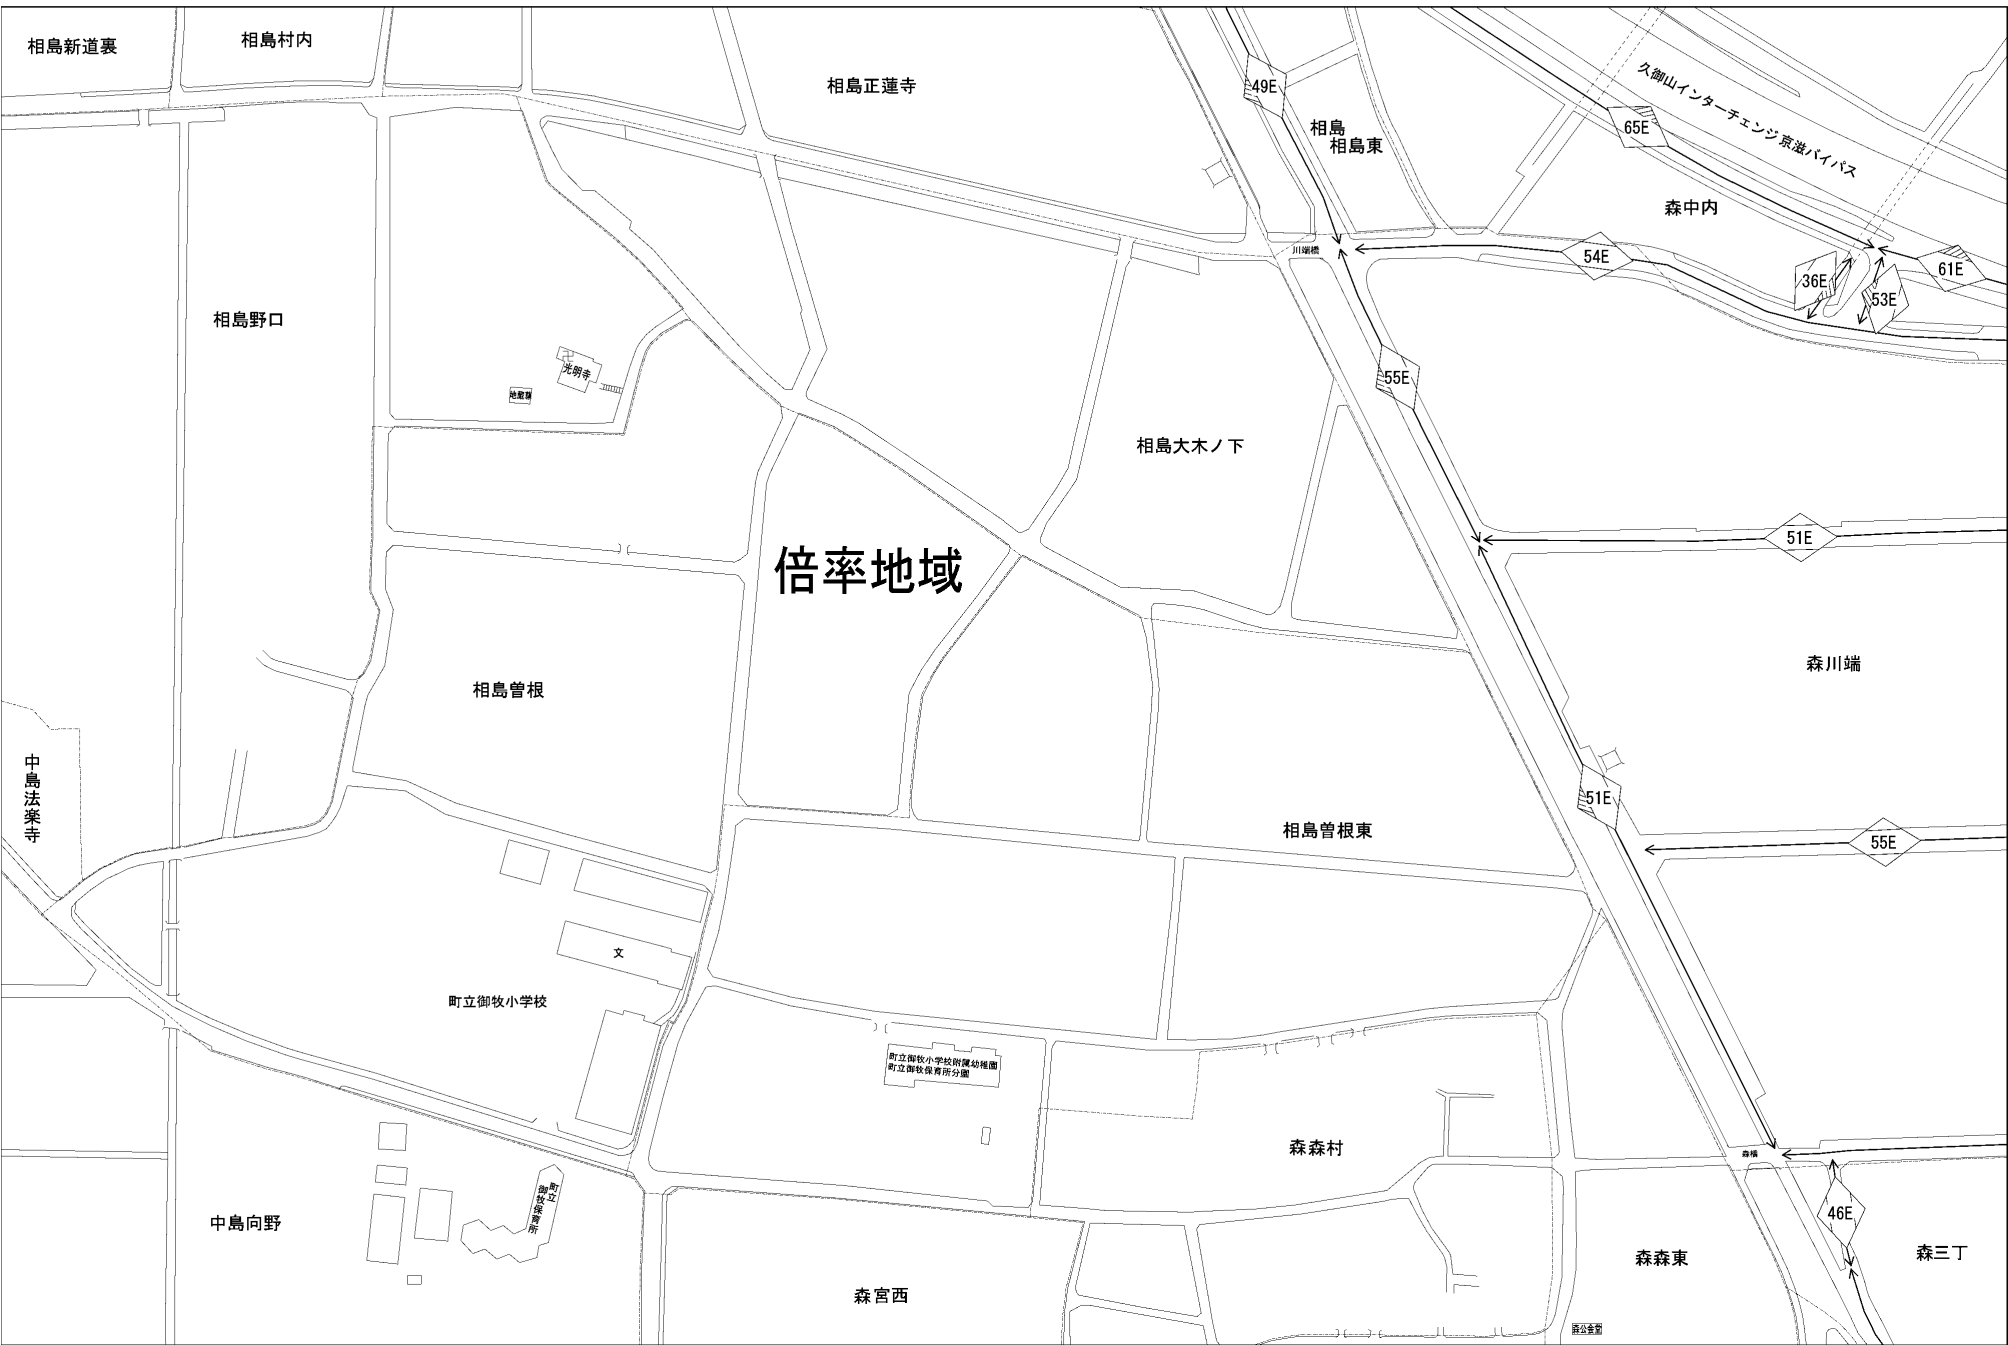 相島新道裏
相島村内
相島正蓮寺
49E
相島
相島東
65E
久御山インターチェンジ京滋バイパス
森中内
川端橋
54E
36E
53E
61E
相島野口
卍
光明寺
55E
相島大木ノ下
51E
倍率地域
森川端
相島曽根
中島法楽寺
51E
相島曽根東
55E
文
町立御牧小学校
町立御牧小学校附属幼稚園
町立御牧保育所分園
森森村
森橋
町立
御牧保育所
中島向野
46E
森三丁
森森東
森宮西
森公会堂